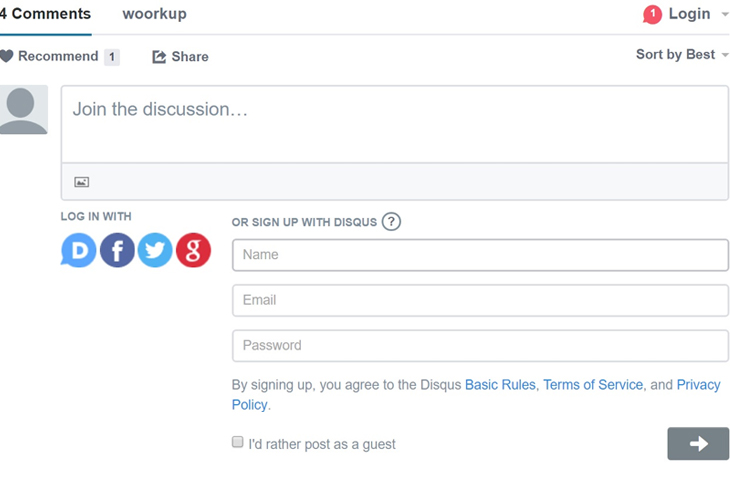 4 Comments woorkup 1 Login
Recommend 1 Share Sort by Best
Join the discussion…
LOG IN WITH
OR SIGN UP WITH DISQUS ?
D f g
Name
Email
Password
By signing up, you agree to the Disqus Basic Rules, Terms of Service, and Privacy
Policy.
I'd rather post as a guest